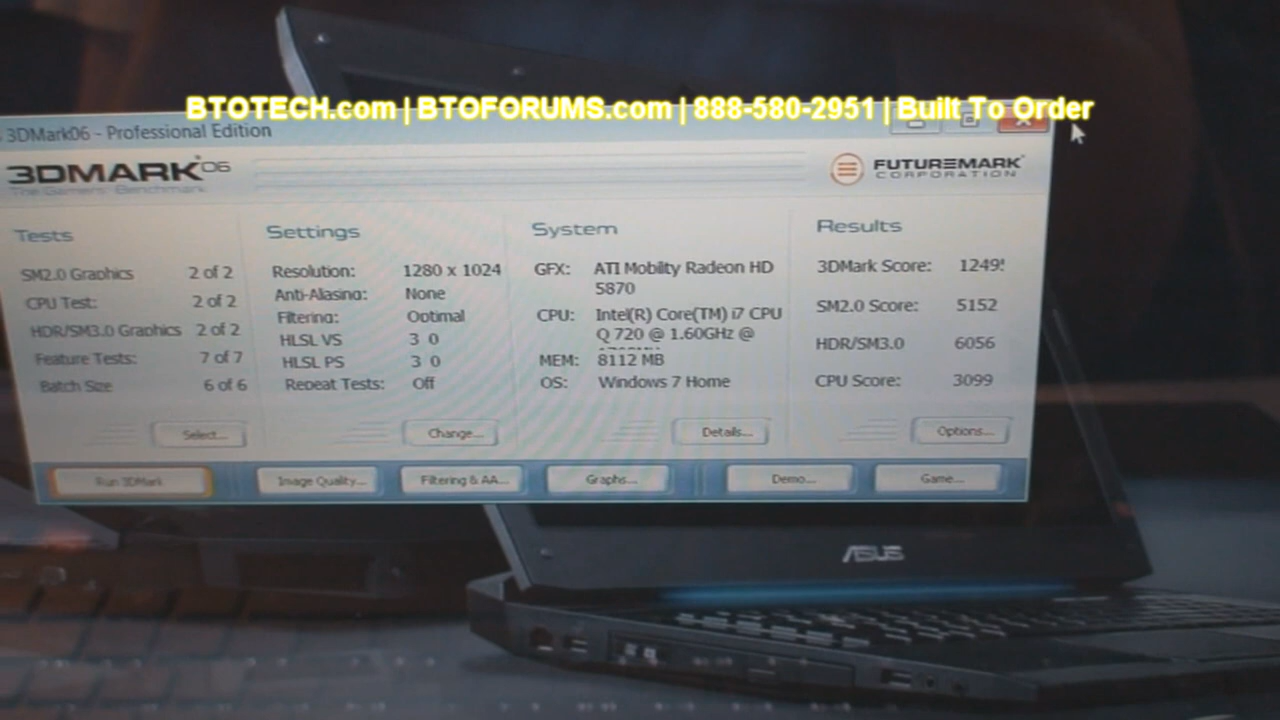 BTOTECH.com | BTOFORUMS.com | 888-580-2951 | Built To Order
3DMark06 - Professional Edition
3DMARK 06
The Gamers' Benchmark
FUTUREMARK
CORPORATION
Tests
SM2.0 Graphics 2 of 2
CPU Test: 2 of 2
HDR/SM3.0 Graphics 2 of 2
Feature Tests: 7 of 7
Batch Size 6 of 6
Select...
Settings
Resolution: 1280 x 1024
Anti-Aliasing: None
Filtering: Optimal
HLSL VS 3 0
HLSL PS 3 0
Repeat Tests: Off
Change...
System
GFX: ATI Mobility Radeon HD
5870
CPU: Intel(R) Core(TM) i7 CPU
Q 720 @ 1.60GHz @
MEM: 8112 MB
OS: Windows 7 Home
Details...
Results
3DMark Score:
SM2.0 Score: 5152
HDR/SM3.0 6056
CPU Score: 3099
Options...
Run 3DMark Image Quality... Filtering & AA... Graphs... Demo... Game...
ASUS